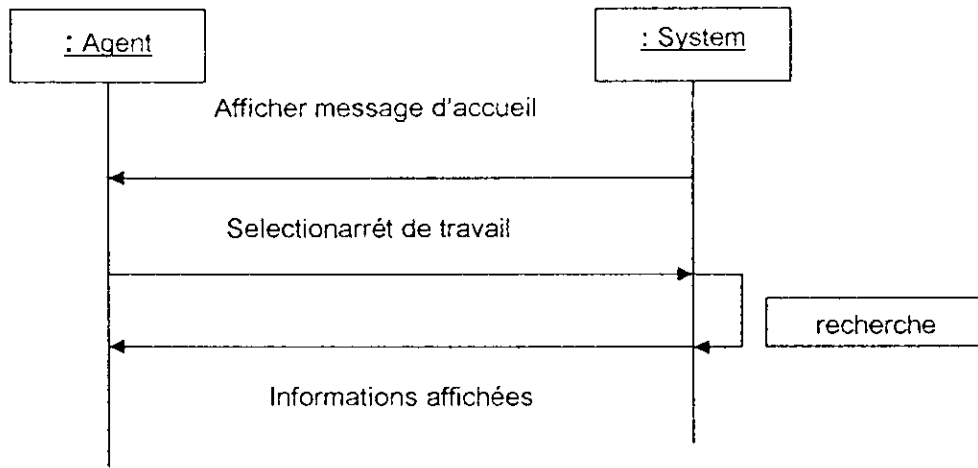 : Agent
: System
Afficher message d'accueil
Selectionarrét de travail
recherche
Informations affichées